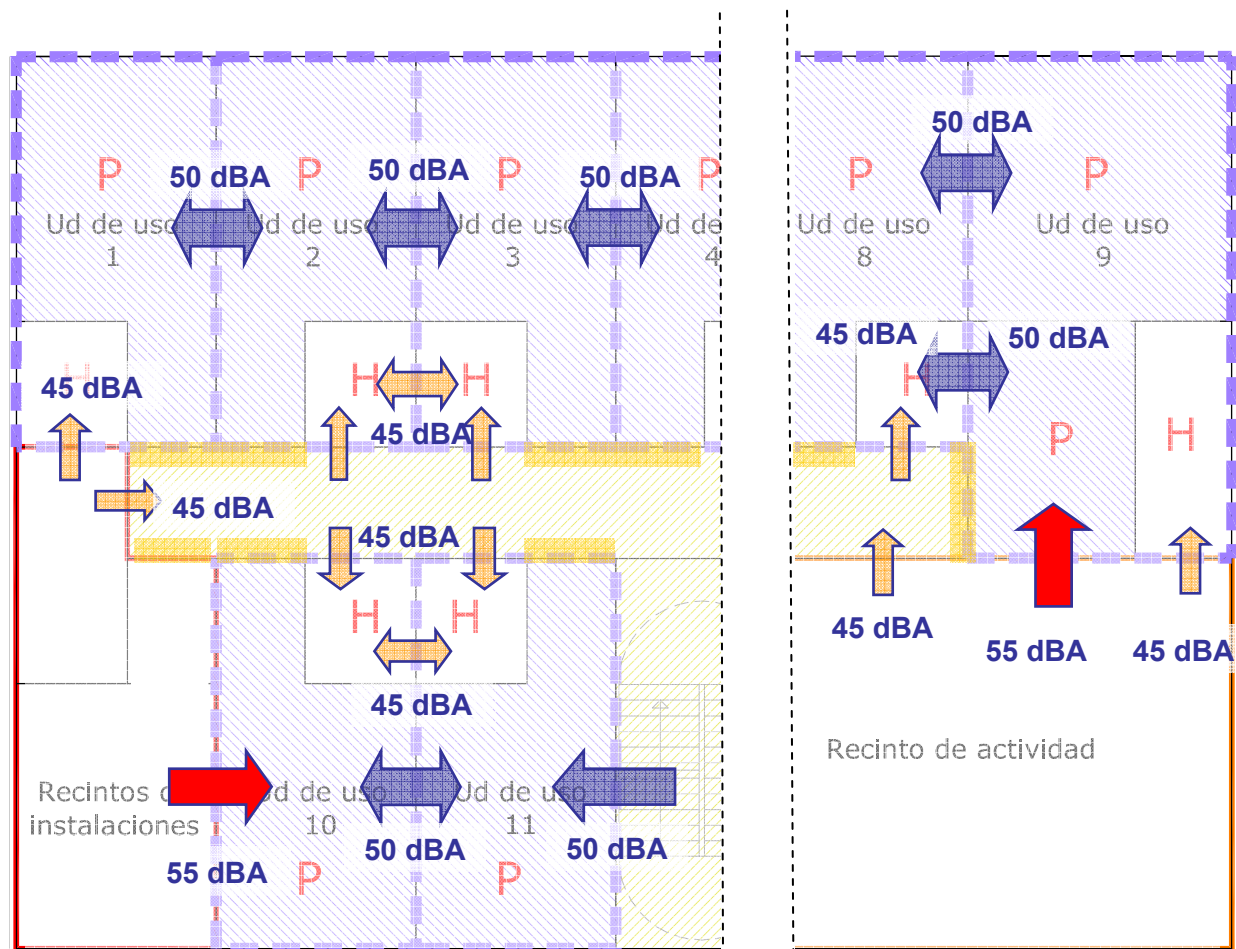 50 dBA
P
P
P
P
P
P
50 dBA
50 dBA
50 dBA
Ud de uso
1
Ud de uso
2
Ud de uso
3
Ud de uso
4
Ud de uso
8
Ud de uso
9
45 dBA
50 dBA
H
45 dBA
H
H
H
45 dBA
P
H
45 dBA
45 dBA
H
H
45 dBA
55 dBA
45 dBA
45 dBA
Recinto de actividad
Recintos de
instalaciones
Ud de uso
10
Ud de uso
11
55 dBA
P
50 dBA
P
50 dBA